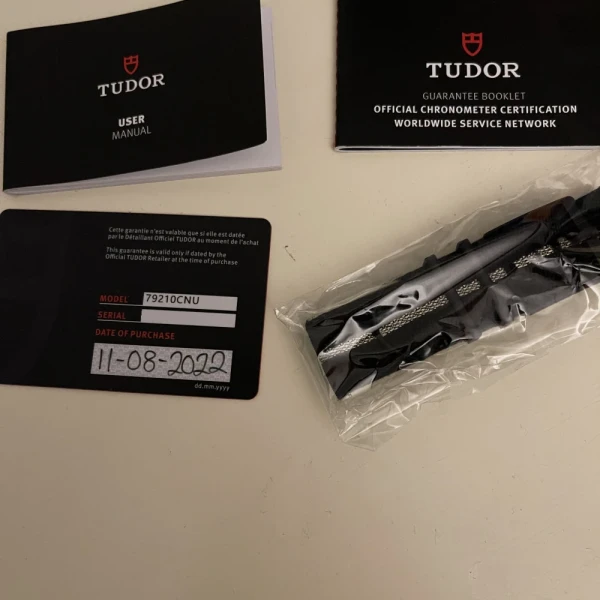 TUDOR
USER
MANUAL
TUDOR
GUARANTEE BOOKLET
OFFICIAL CHRONOMETER CERTIFICATION
WORLDWIDE SERVICE NETWORK
Cette garantie n'est valable que si elle est datée
par le Détaillant Officiel TUDOR au moment de l'achat
This guarantee is valid only if dated by the
Official TUDOR Retailer at the time of purchase
MODEL 79210CNU
SERIAL
DATE OF PURCHASE
11-08-2022
dd.mm.yyyy